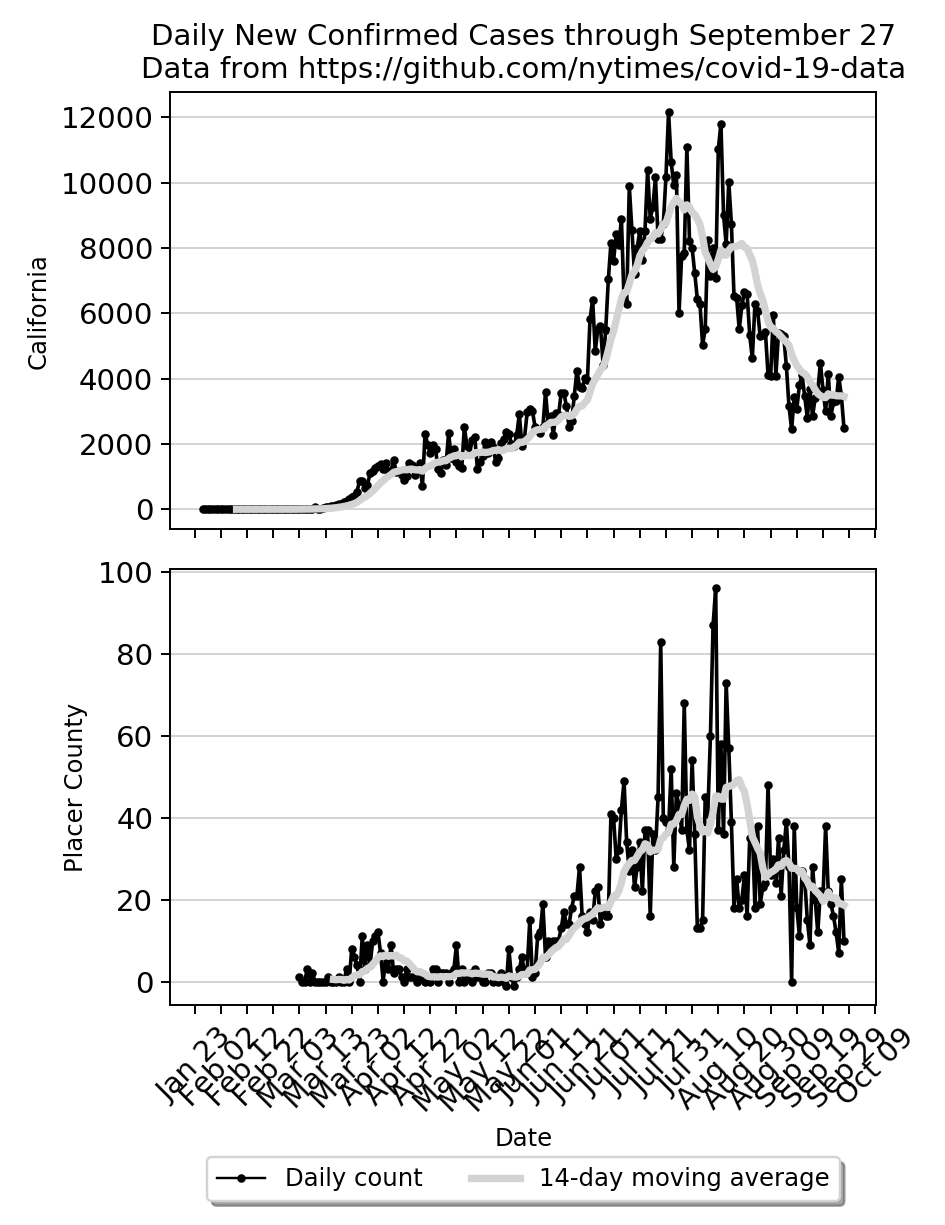 Daily New Confirmed Cases through September 27
Data from https://github.com/nytimes/covid-19-data
12000
10000
8000
6000
4000
2000
0
California
100
80
60
40
20
0
Placer County
Jan 23
Feb 02
Feb 12
Feb 22
Mar 03
Mar 13
Mar 23
Apr 02
Apr 12
Apr 22
May 02
May 12
May 22
Jun 01
Jun 11
Jun 21
Jul 01
Jul 11
Jul 21
Jul 31
Aug 10
Aug 20
Aug 30
Sep 09
Sep 19
Sep 29
Oct 09
Date
Daily count
14-day moving average